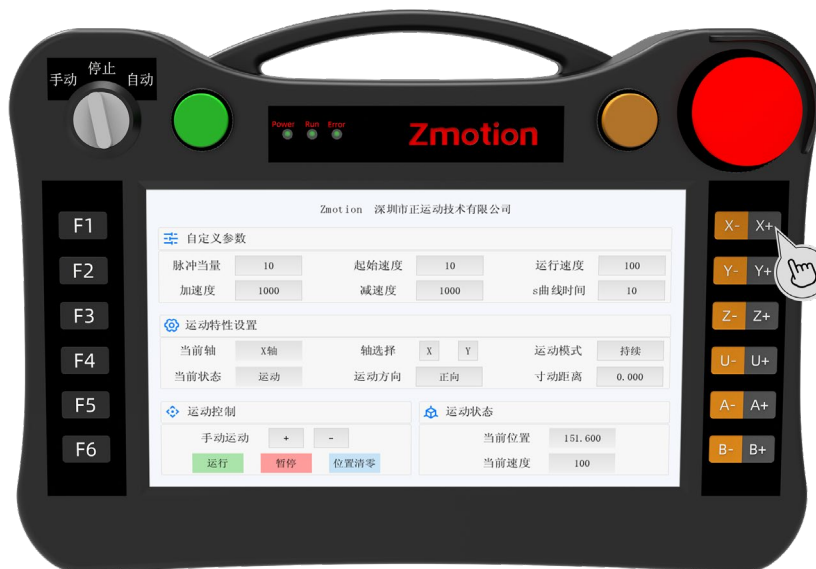 停止
手动 自动
Power Run Error
Zmotion
F1
F2
F3
F4
F5
F6
Zmotion 深圳市正运动技术有限公司
自定义参数
脉冲当量 10 起始速度 10 运行速度 100
加速度 1000 减速度 1000 s曲线时间 10
运动特性设置
当前轴 X轴 轴选择 X Y 运动模式 持续
当前状态 运动 运动方向 正向 寸动距离 0.000
运动控制
手动运动 + -
运行 暂停 位置清零
运动状态
当前位置 151.600
当前速度 100
X- X+
Y- Y+
Z- Z+
U- U+
A- A+
B- B+